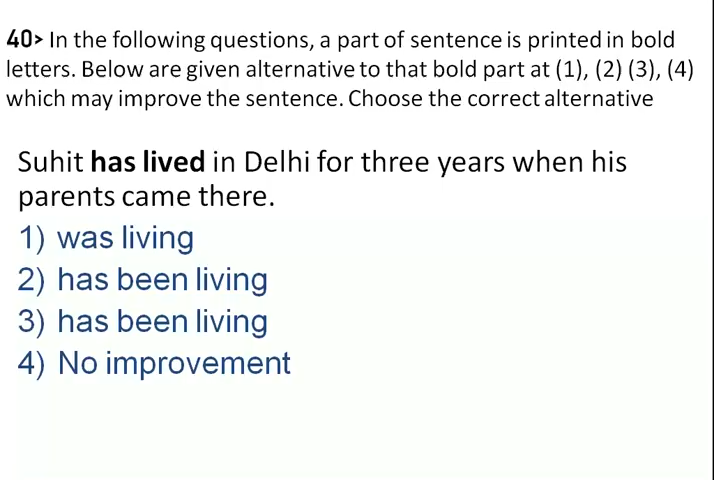 40> In the following questions, a part of sentence is printed in bold
letters. Below are given alternative to that bold part at (1), (2) (3), (4)
which may improve the sentence. Choose the correct alternative
Suhit has lived in Delhi for three years when his
parents came there.
1) was living
2) has been living
3) has been living
4) No improvement